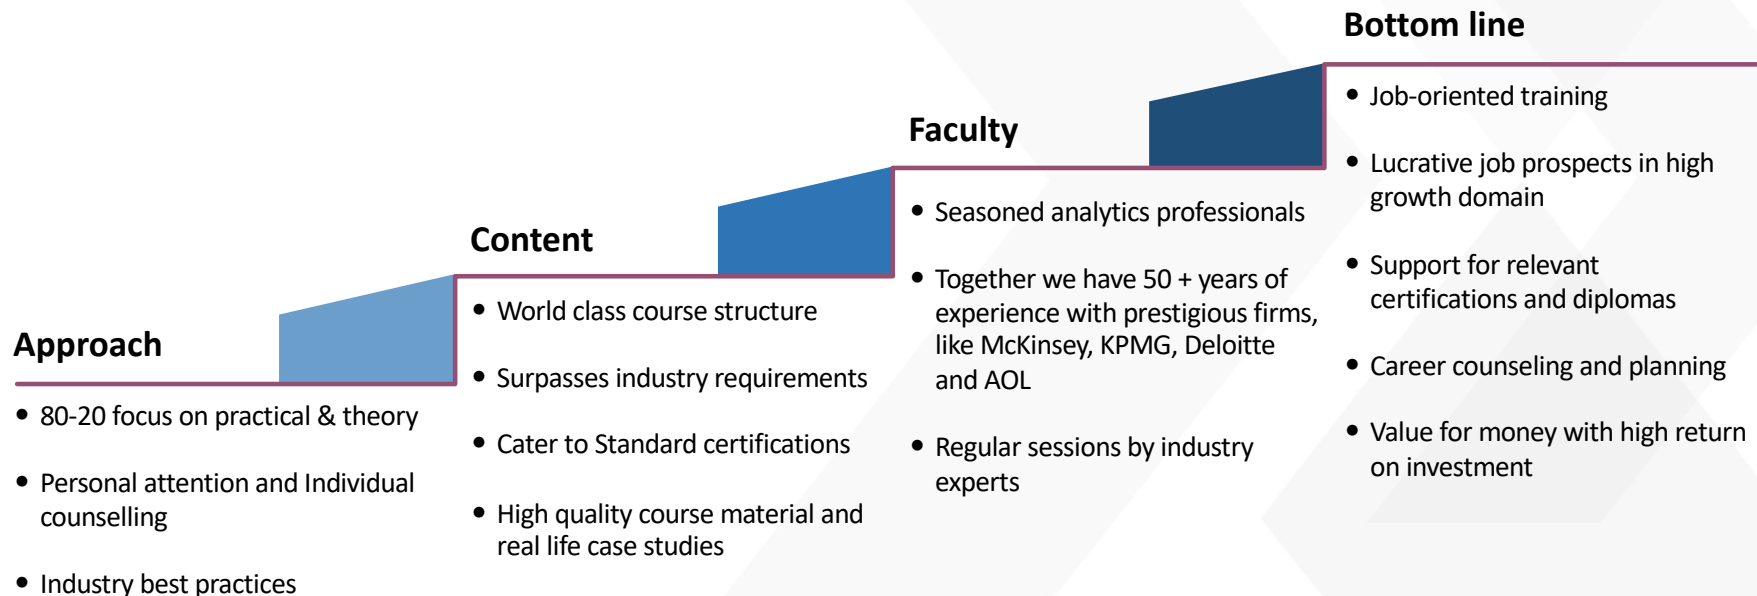 Approach
• 80-20 focus on practical & theory
• Personal attention and Individual
counselling
• Industry best practices
Content
• World class course structure
• Surpasses industry requirements
• Cater to Standard certifications
• High quality course material and
real life case studies
Faculty
• Seasoned analytics professionals
• Together we have 50 + years of
experience with prestigious firms,
like McKinsey, KPMG, Deloitte
and AOL
• Regular sessions by industry
experts
Bottom line
• Job-oriented training
• Lucrative job prospects in high
growth domain
• Support for relevant
certifications and diplomas
• Career counseling and planning
• Value for money with high return
on investment